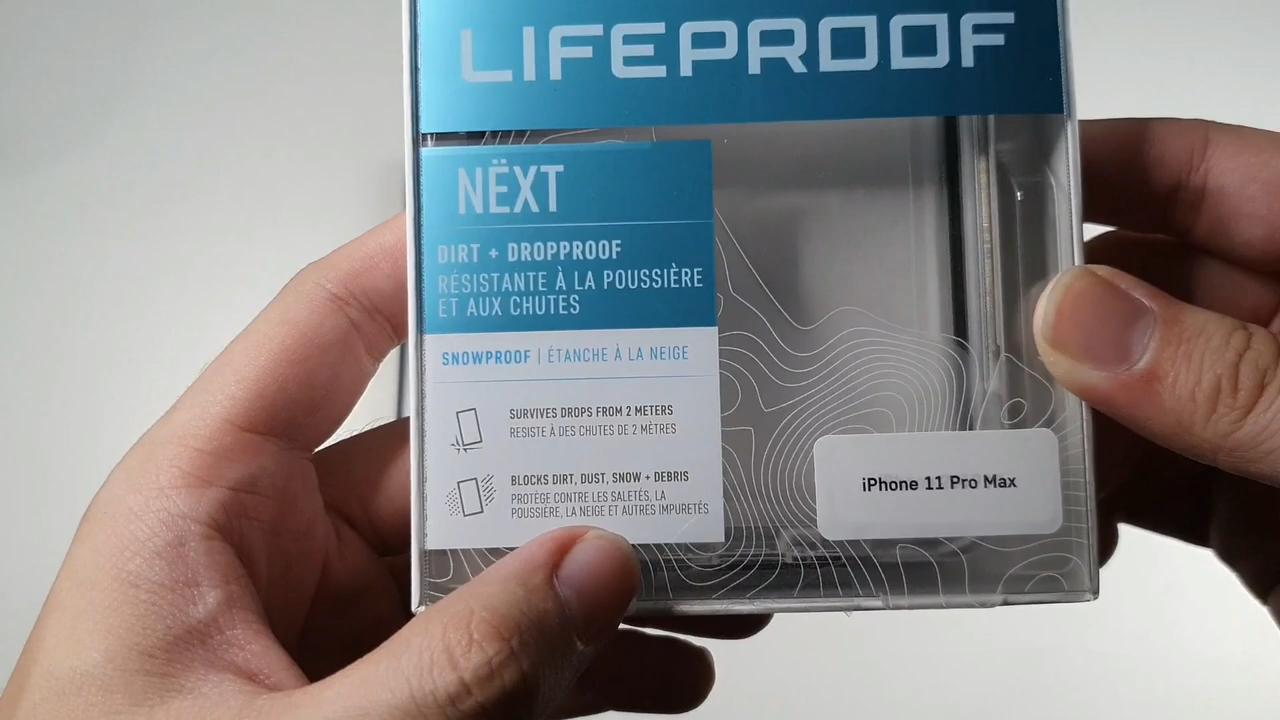 LIFEPROOF
NËXT
DIRT + DROPPROOF
RÉSISTANTE À LA POUSSIÈRE
ET AUX CHUTES
SNOWPROOF | ÉTANCHE À LA NEIGE
SURVIVES DROPS FROM 2 METERS
RESISTE À DES CHUTES DE 2 MÈTRES
BLOCKS DIRT, DUST, SNOW + DEBRIS
PROTÈGE CONTRE LES SALETÉS, LA
POUSSIÈRE, LA NEIGE ET AUTRES IMPURETÉS
iPhone 11 Pro Max